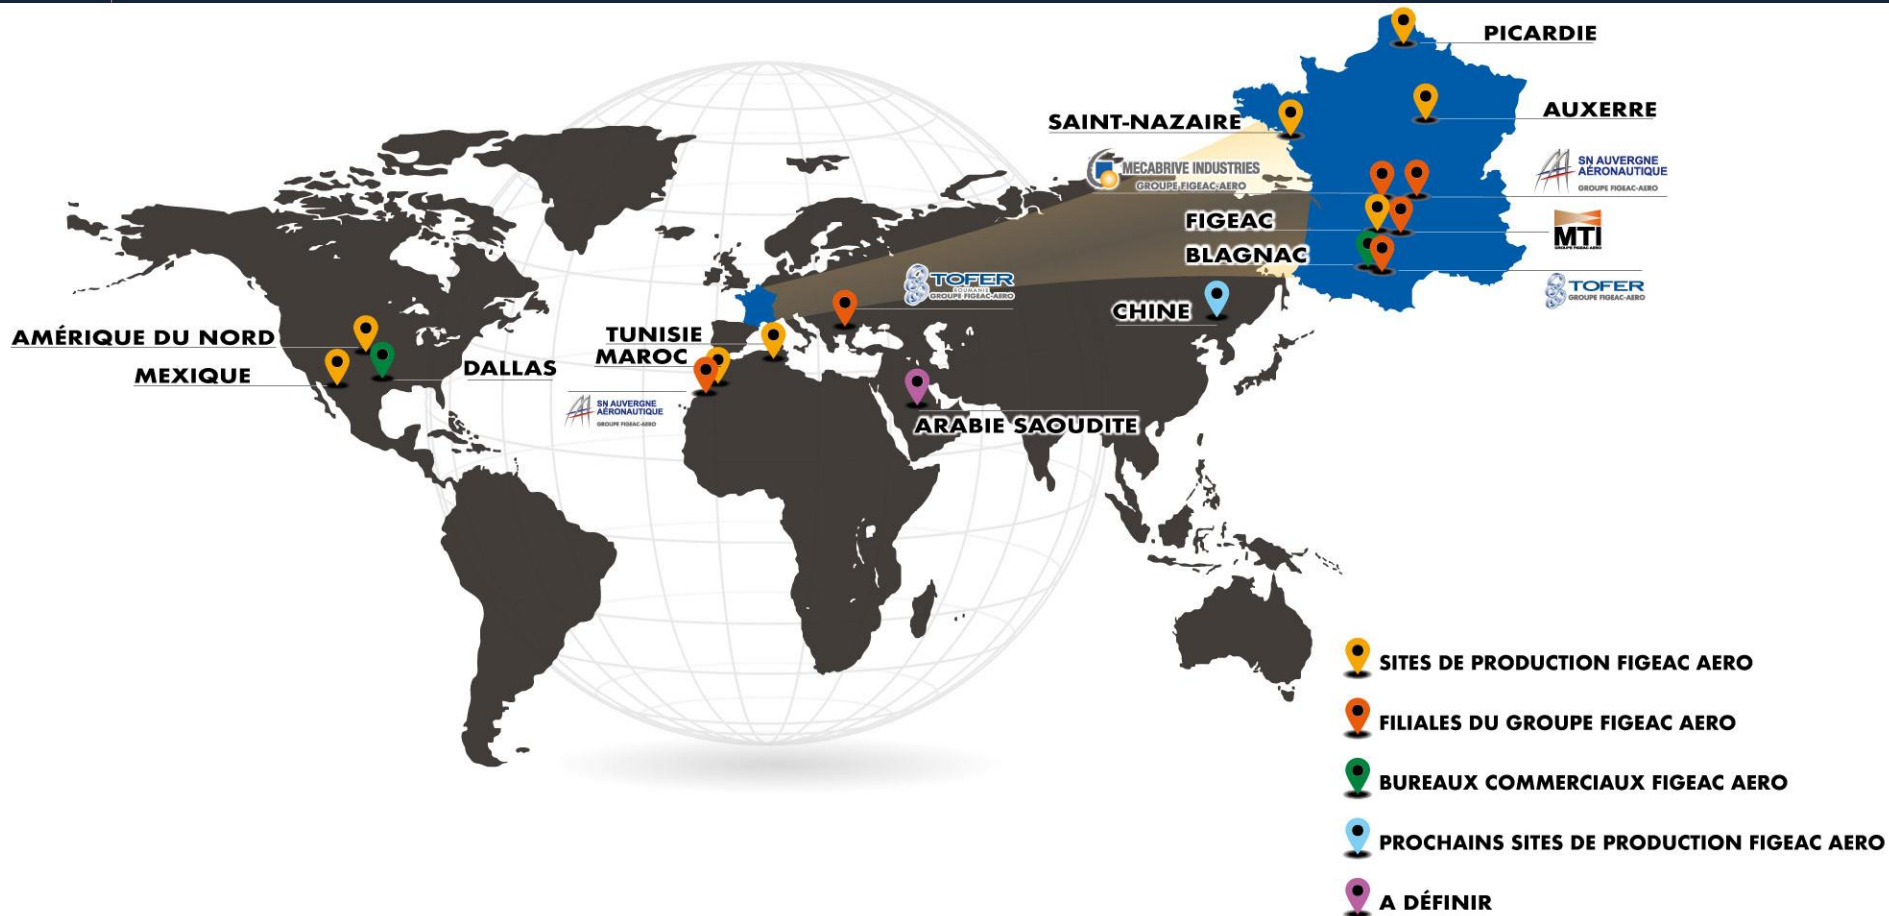 PICARDIE
AUXERRE
SAINT-NAZAIRE
MECABRIVE INDUSTRIES
GROUPE FIGEAC-AERO
SN AUVERGNE
AÉRONAUTIQUE
GROUPE FIGEAC-AERO
FIGEAC
MTI
GROUPE FIGEAC-AERO
BLAGNAC
TOFER
GROUPE FIGEAC-AERO
TOFER
ROUMANIE
GROUPE FIGEAC-AERO
CHINE
AMÉRIQUE DU NORD
MEXIQUE
DALLAS
TUNISIE
MAROC
SN AUVERGNE
AÉRONAUTIQUE
GROUPE FIGEAC-AERO
ARABIE SAOUDITE
SITES DE PRODUCTION FIGEAC AERO
FILIALES DU GROUPE FIGEAC AERO
BUREAUX COMMERCIAUX FIGEAC AERO
PROCHAINS SITES DE PRODUCTION FIGEAC AERO
A DÉFINIR